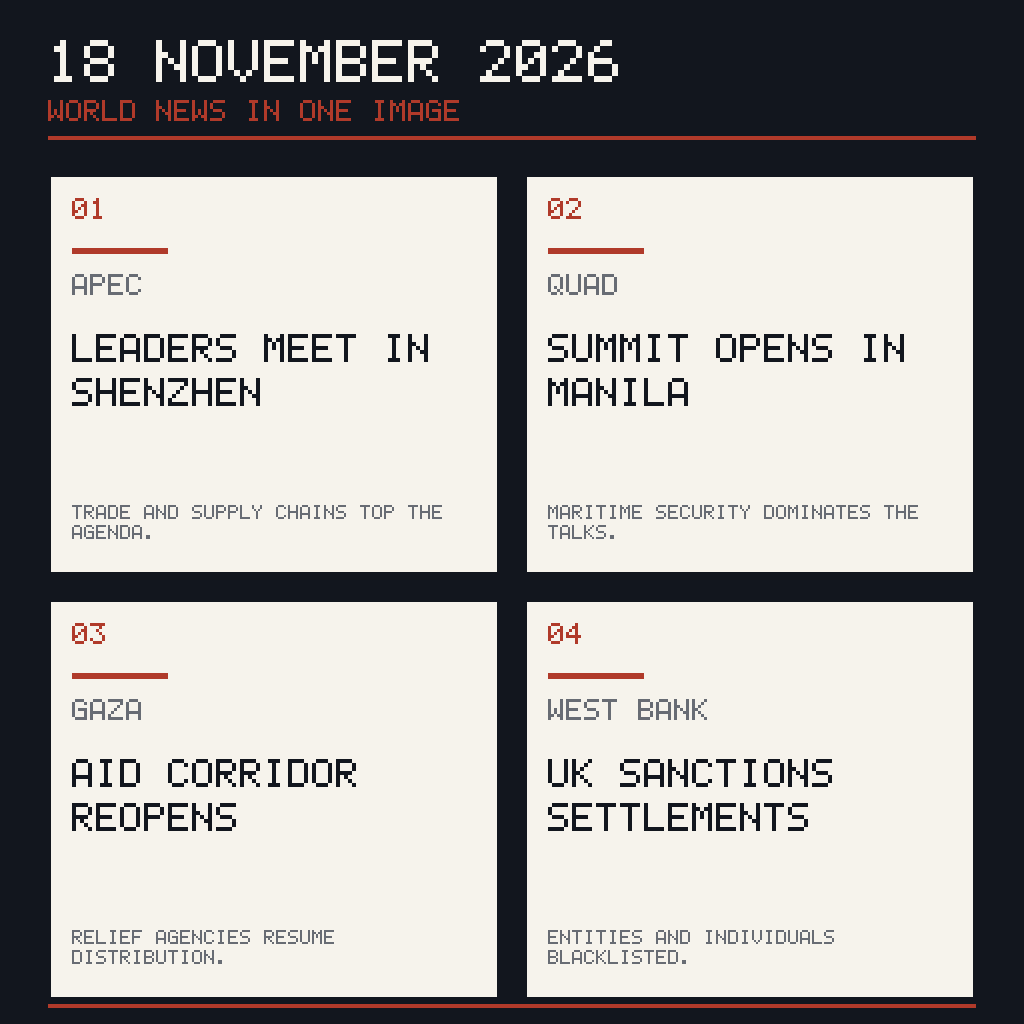 18 NOVEMBER 2026
WORLD NEWS IN ONE IMAGE
01
APEC
LEADERS MEET IN
SHENZHEN
TRADE AND SUPPLY CHAINS TOP THE
AGENDA.
02
QUAD
SUMMIT OPENS IN
MANILA
MARITIME SECURITY DOMINATES THE
TALKS.
03
GAZA
AID CORRIDOR
REOPENS
RELIEF AGENCIES RESUME
DISTRIBUTION.
04
WEST BANK
UK SANCTIONS
SETTLEMENTS
ENTITIES AND INDIVIDUALS
BLACKLISTED.